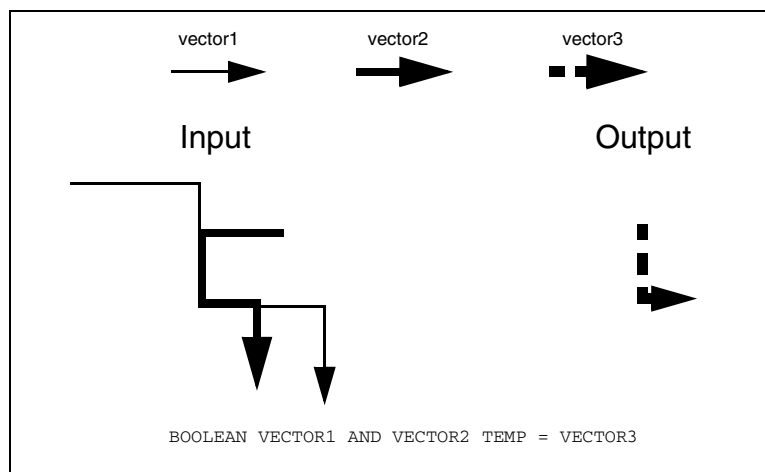 vector1 vector2 vector3
Input Output
BOOLEAN VECTOR1 AND VECTOR2 TEMP = VECTOR3